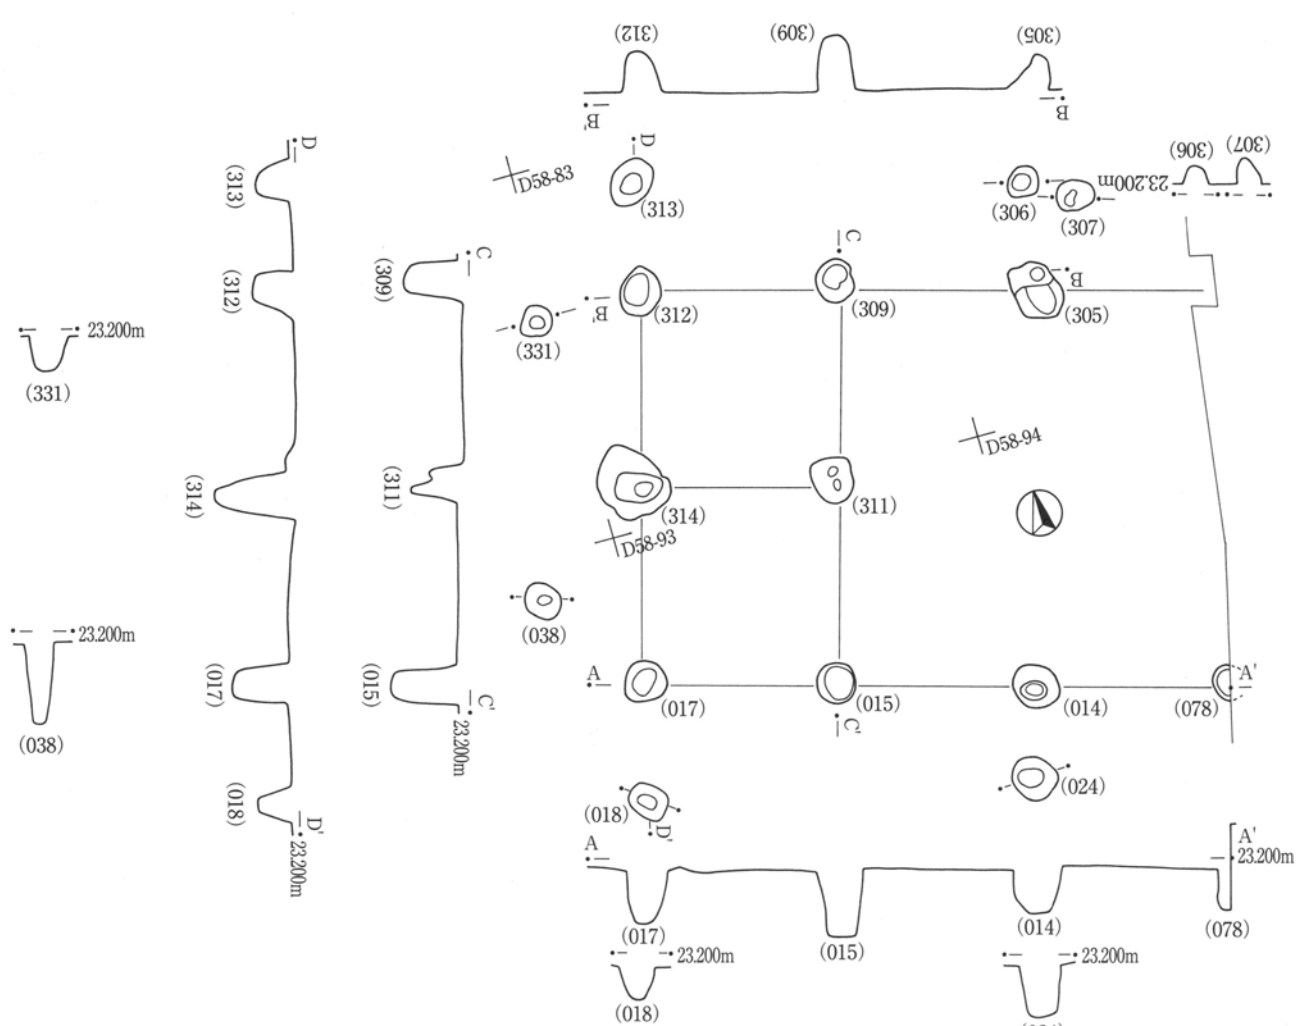 (312)
(309)
(305)
B'
B
D
(313)
D58-83
D
(313)
(306)
(307)
23.200m
(306)
(307)
C
(309)
C
(312)
(312)
(309)
B
(305)
B'
(331)
23.200m
(331)
D58-94
(314)
(311)
(314)
(311)
D58-93
(038)
23.200m
(038)
(017)
(015)
C'
23.200m
A
(017)
(015)
C'
(014)
(078)
A'
(018)
D'
23.200m
(018)
D'
(024)
A
A'
23.200m
(017)
(015)
(014)
(078)
23.200m
(018)
23.200m